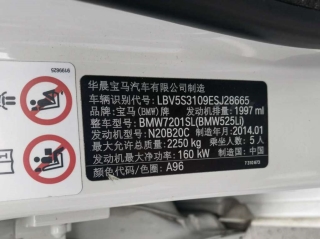 华晨宝马汽车有限公司制造
车辆识别代号: LBV5S3109ESJ28665
品牌: 宝马(BMW)牌 发动机排量: 1997 ml
整车型号: BMW7201SL(BMW525Li)
发动机型号: N20B20C 制造年月: 2014.01
最大允许总质量: 2250 kg 乘坐人数: 5 人
发动机最大净功率: 160 kW 制造国: 中国
颜色代码/色圈: A96